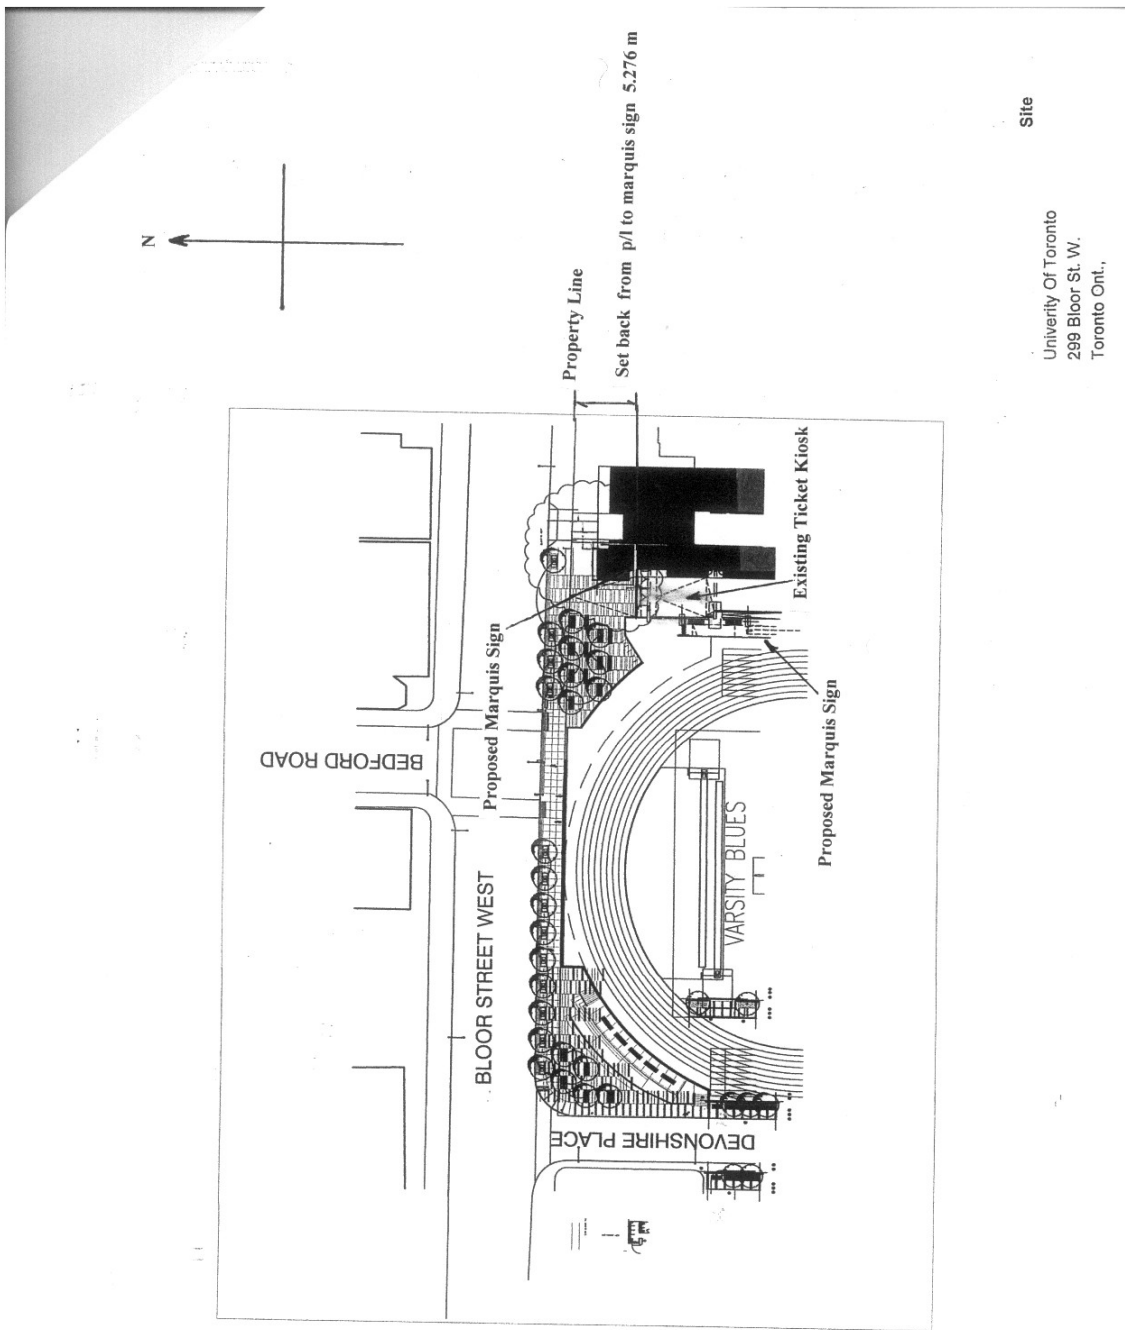 N
Set back from p/l to marquis sign 5.276 m
Property Line
Site
Univerity Of Toronto
299 Bloor St. W.
Toronto Ont.,
Existing Ticket Kiosk
Proposed Marquis Sign
Proposed Marquis Sign
BEDFORD ROAD
BLOOR STREET WEST
VARSITY BLUES
DEVONSHIRE PLACE